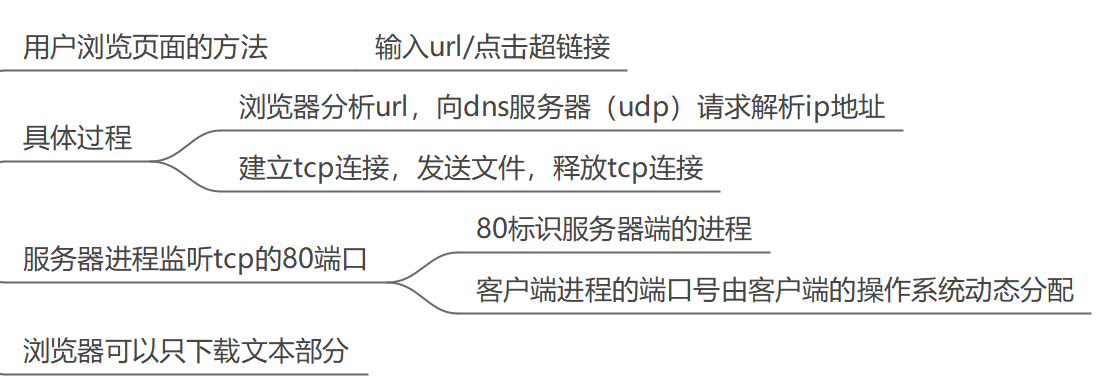 用户浏览页面的方法
输入url/点击超链接
具体过程
浏览器分析url，向dns服务器（udp）请求解析ip地址
建立tcp连接，发送文件，释放tcp连接
服务器进程监听tcp的80端口
80标识服务器端的进程
客户端进程的端口号由客户端的操作系统动态分配
浏览器可以只下载文本部分